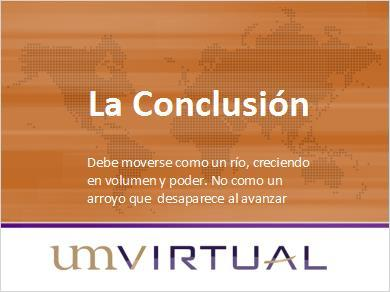 La Conclusión
Debe moverse como un río, creciendo
en volumen y poder. No como un
arroyo que desaparece al avanzar
umVIRTUAL